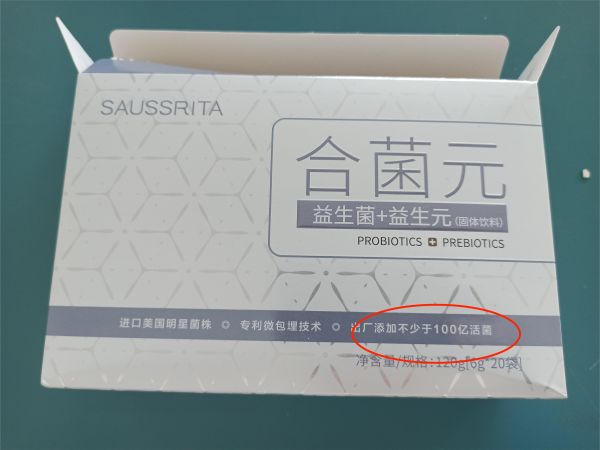 SAUSSRITA
合菌元
益生菌+益生元(固体饮料)
PROBIOTICS PREBIOTICS
进口美国明星菌株 专利微包埋技术 出厂添加不少于100亿活菌
净含量/规格:120g[6g*20袋]